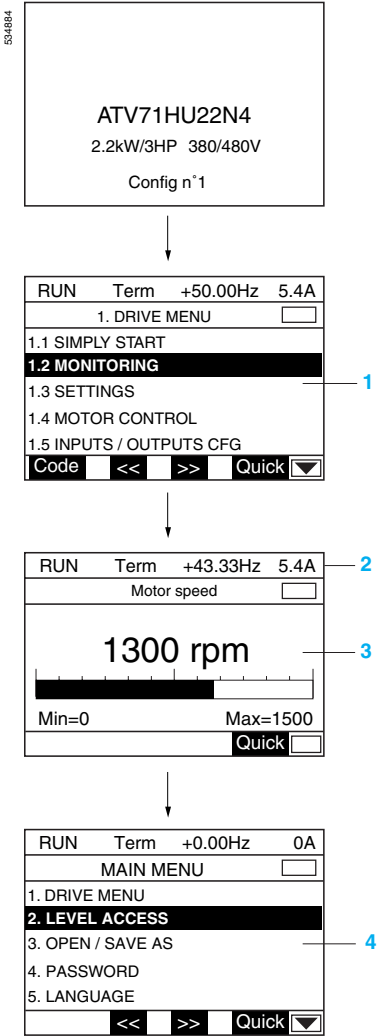 534884
ATV71HU22N4
2.2kW/3HP 380/480V
Config n°1
RUN Term +50.00Hz 5.4A
1. DRIVE MENU
1.1 SIMPLY START
1.2 MONITORING
1.3 SETTINGS
1.4 MOTOR CONTROL
1.5 INPUTS / OUTPUTS CFG
Code << >> Quick
1
RUN Term +43.33Hz 5.4A
2
Motor speed
1300 rpm
3
Min=0 Max=1500
Quick
RUN Term +0.00Hz 0A
MAIN MENU
1. DRIVE MENU
2. LEVEL ACCESS
3. OPEN / SAVE AS
4
4. PASSWORD
5. LANGUAGE
<< >> Quick